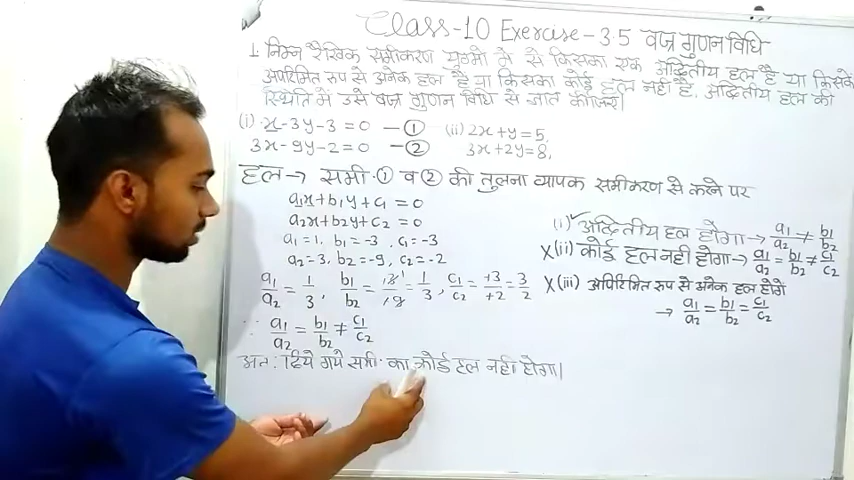 Class-10 Exercise-3.5 वज्र गुणन विधि
1. निम्न रैखिक समीकरण युग्मो मे से किसका एक अद्वितीय हल है या किसके
अपरिमित रुप से अनेक हल है या किसका कोई हल नही है, अद्वितीय हल की
स्थिति में उसे वज्र गुणन विधि से ज्ञात कीजिए।
(i) x-3y-3=0 —① (ii) 2x+y=5,
3x-9y-2=0 —② 3x+2y=8,
हल→ समी.① व ② की तुलना व्यापक समीकरण से करने पर
a₁x+b₁y+c₁=0
a₂x+b₂y+c₂=0
a₁=1, b₁=-3, c₁=-3
a₂=3, b₂=-9, c₂=-2
a₁/a₂=1/3, b₁/b₂=-3/-9=1/3, c₁/c₂=+3/+2=3/2
∵ a₁/a₂=b₁/b₂≠c₁/c₂
अतः दिये गये समी. का कोई हल नही होगा।
(i) ✓ अद्वितीय हल होगा→ a₁/a₂≠b₁/b₂
X(ii) कोई हल नही होगा→ a₁/a₂=b₁/b₂≠c₁/c₂
X(iii) अपिरिमित रुप से अनेक हल होगे
→ a₁/a₂=b₁/b₂=c₁/c₂